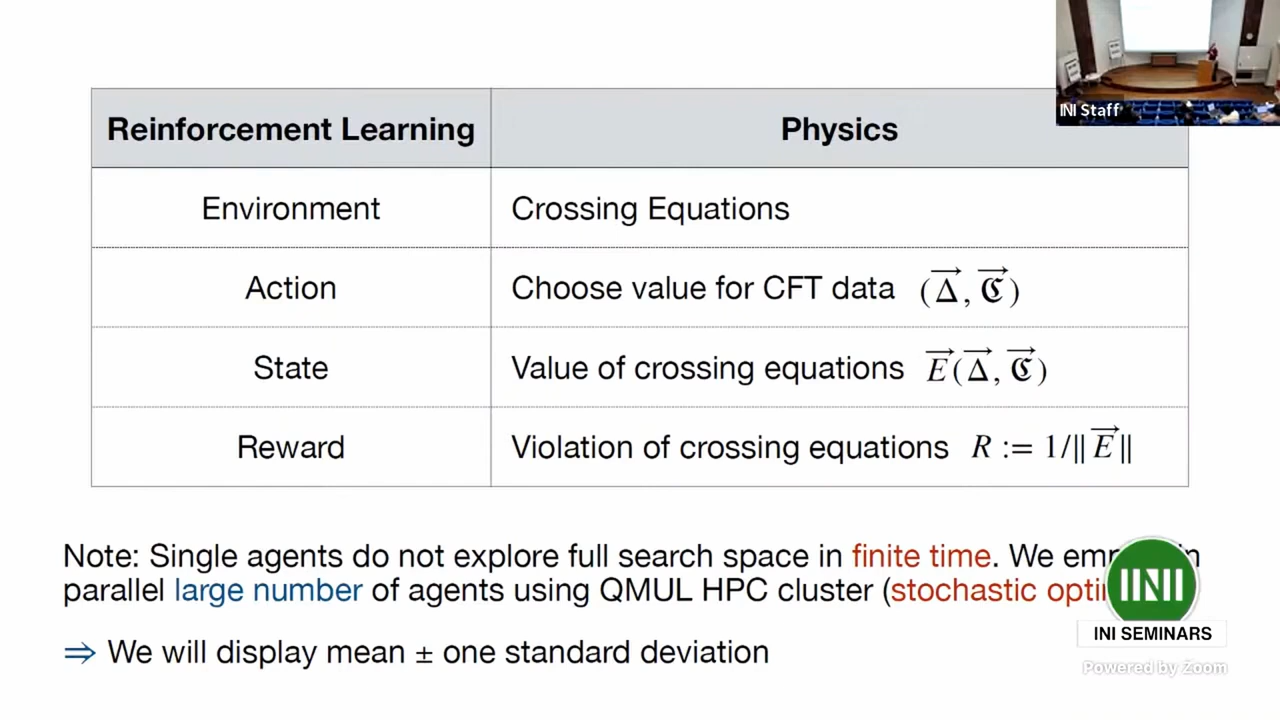 INI Staff
Reinforcement Learning Physics
Environment Crossing Equations
Action Choose value for CFT data (Δ⃗, ℭ⃗)
State Value of crossing equations E⃗(Δ⃗, ℭ⃗)
Reward Violation of crossing equations R := 1/‖E⃗‖
Note: Single agents do not explore full search space in finite time. We
parallel large number of agents using QMUL HPC cluster (stochastic
⇒ We will display mean ± one standard deviation
INI
INI SEMINARS
Powered by Zoom